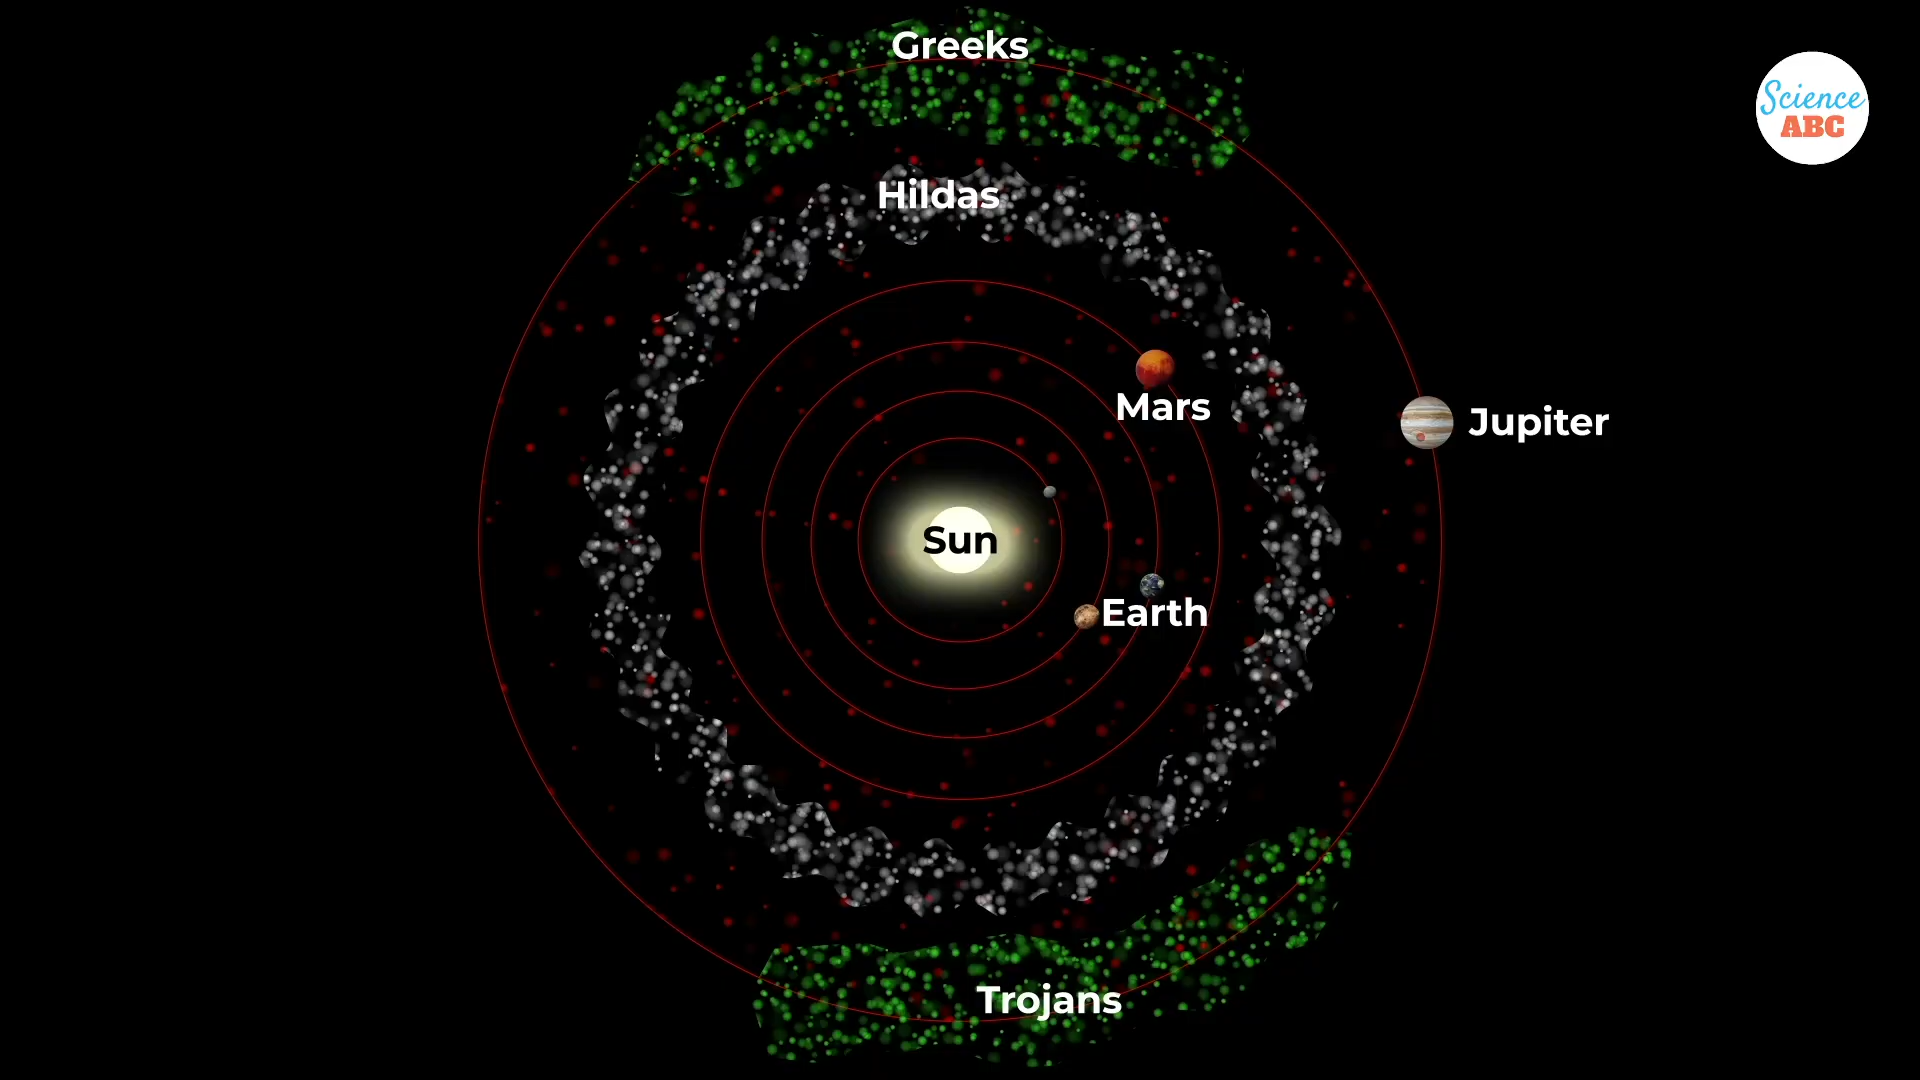 Greeks
Science
ABC
Hildas
Mars
Jupiter
Sun
Earth
Trojans